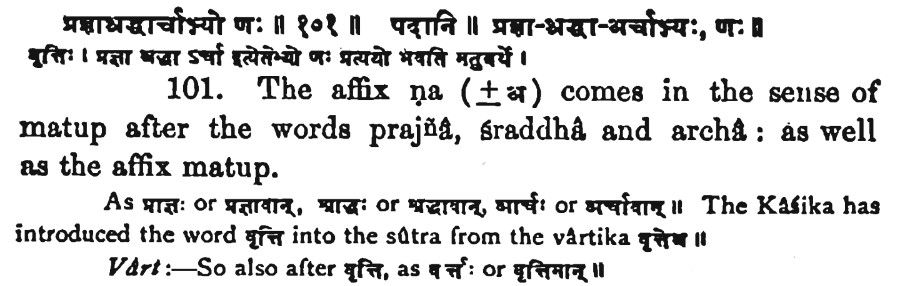 प्रज्ञाश्रद्धार्चाभ्यो णः ॥ १०१ ॥ पदानि ॥ प्रज्ञा-श्रद्धा-अर्चाभ्यः, णः ॥
वृत्तिः । प्रज्ञा श्रद्धा ऽर्चा इत्येतेभ्यो णः प्रत्ययो भवति मतुबर्थे ।
101. The affix ṇa (±अ) comes in the sense of
matup after the words prajñâ, śraddhâ and archâ : as well
as the affix matup.
As प्राज्ञः or प्रज्ञावान्, श्राद्धः or श्रद्धावान्, आर्चः or अर्चावान् ॥ The Kâśika has
introduced the word वृत्ति into the sûtra from the vârtika वृत्तेश्च ॥
Vârt :—So also after वृत्ति, as वार्त्तः or वृत्तिमान् ॥